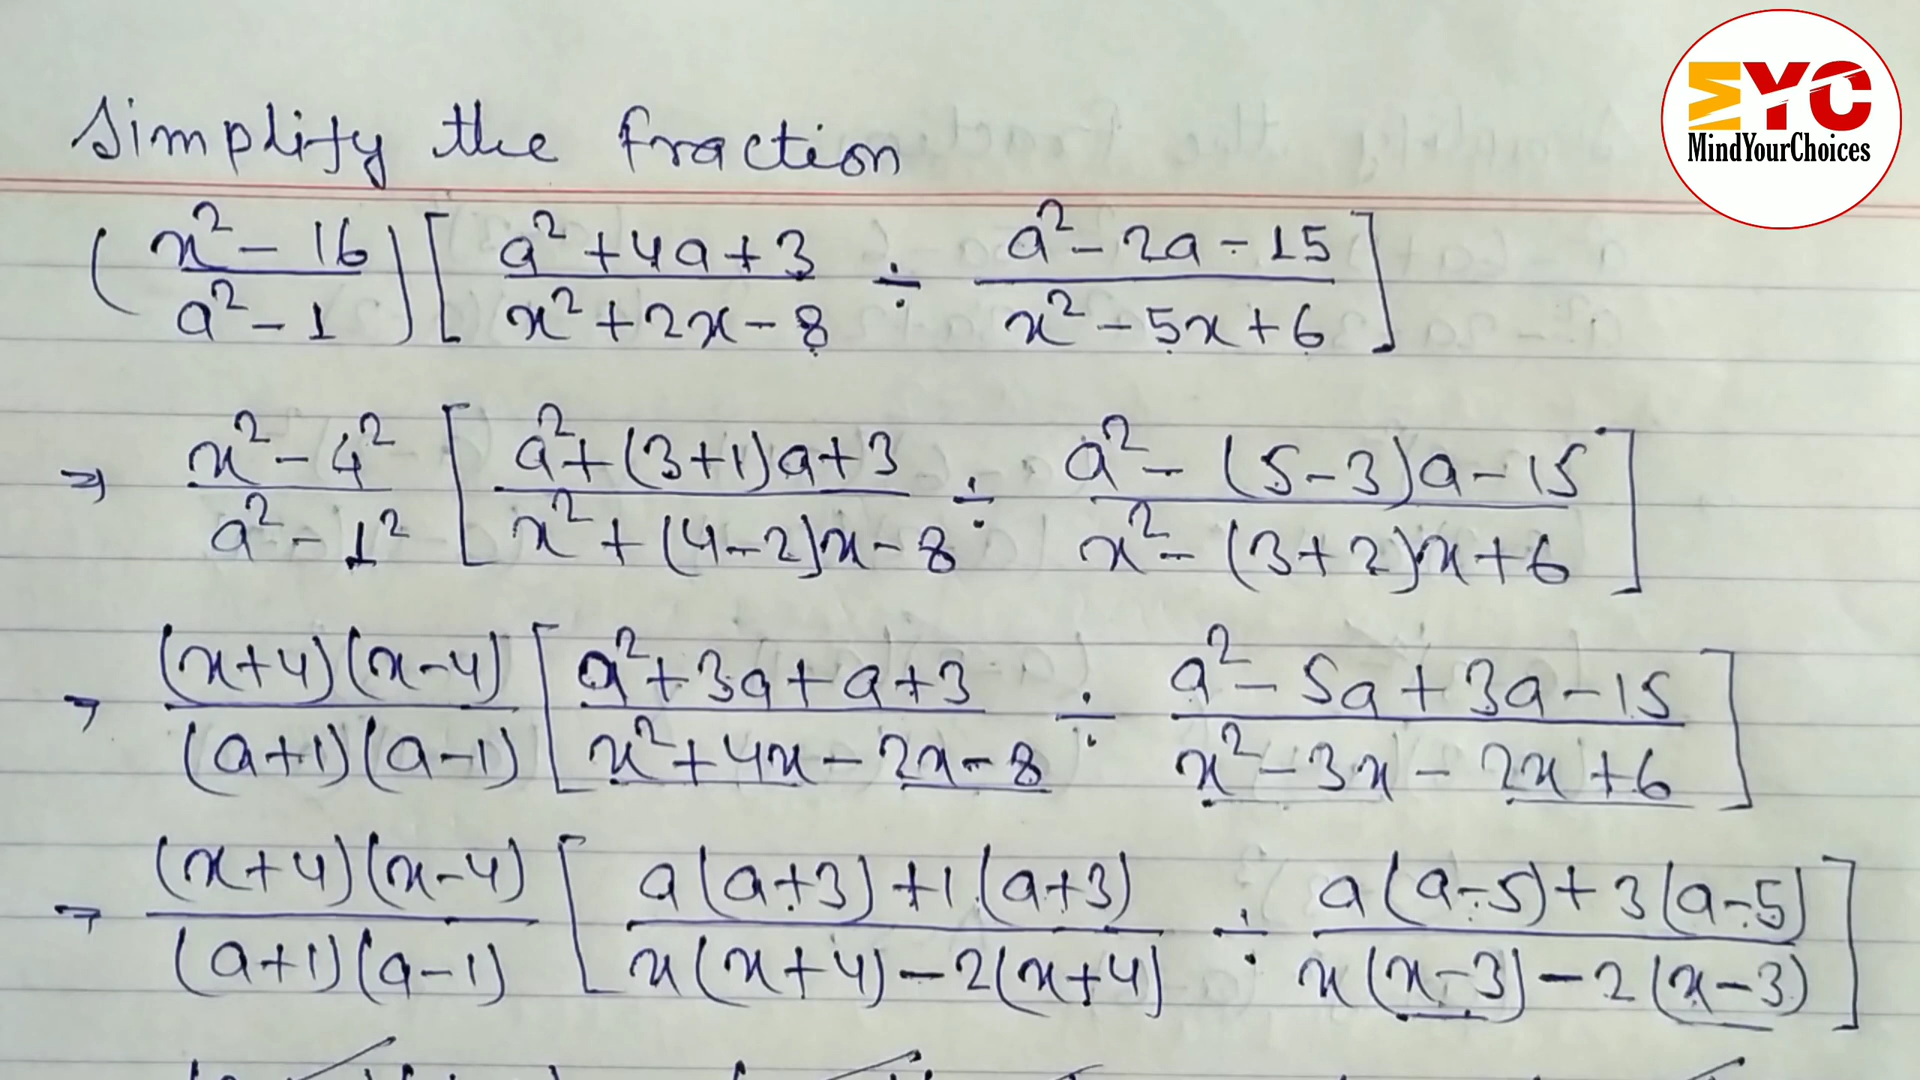 MYC
MindYourChoices
Simplify the fraction
(x² - 16 / a² - 1) [a² + 4a + 3 / x² + 2x - 8 ÷ a² - 2a - 15 / x² - 5x + 6]
⇒ x² - 4² / a² - 1² [a² + (3+1)a + 3 / x² + (4-2)x - 8 ÷ a² - (5-3)a - 15 / x² - (3+2)x + 6]
→ (x+4)(x-4) / (a+1)(a-1) [a² + 3a + a + 3 / x² + 4x - 2x - 8 ÷ a² - 5a + 3a - 15 / x² - 3x - 2x + 6]
→ (x+4)(x-4) / (a+1)(a-1) [a(a+3) + 1(a+3) / x(x+4) - 2(x+4) ÷ a(a-5) + 3(a-5) / x(x-3) - 2(x-3)]